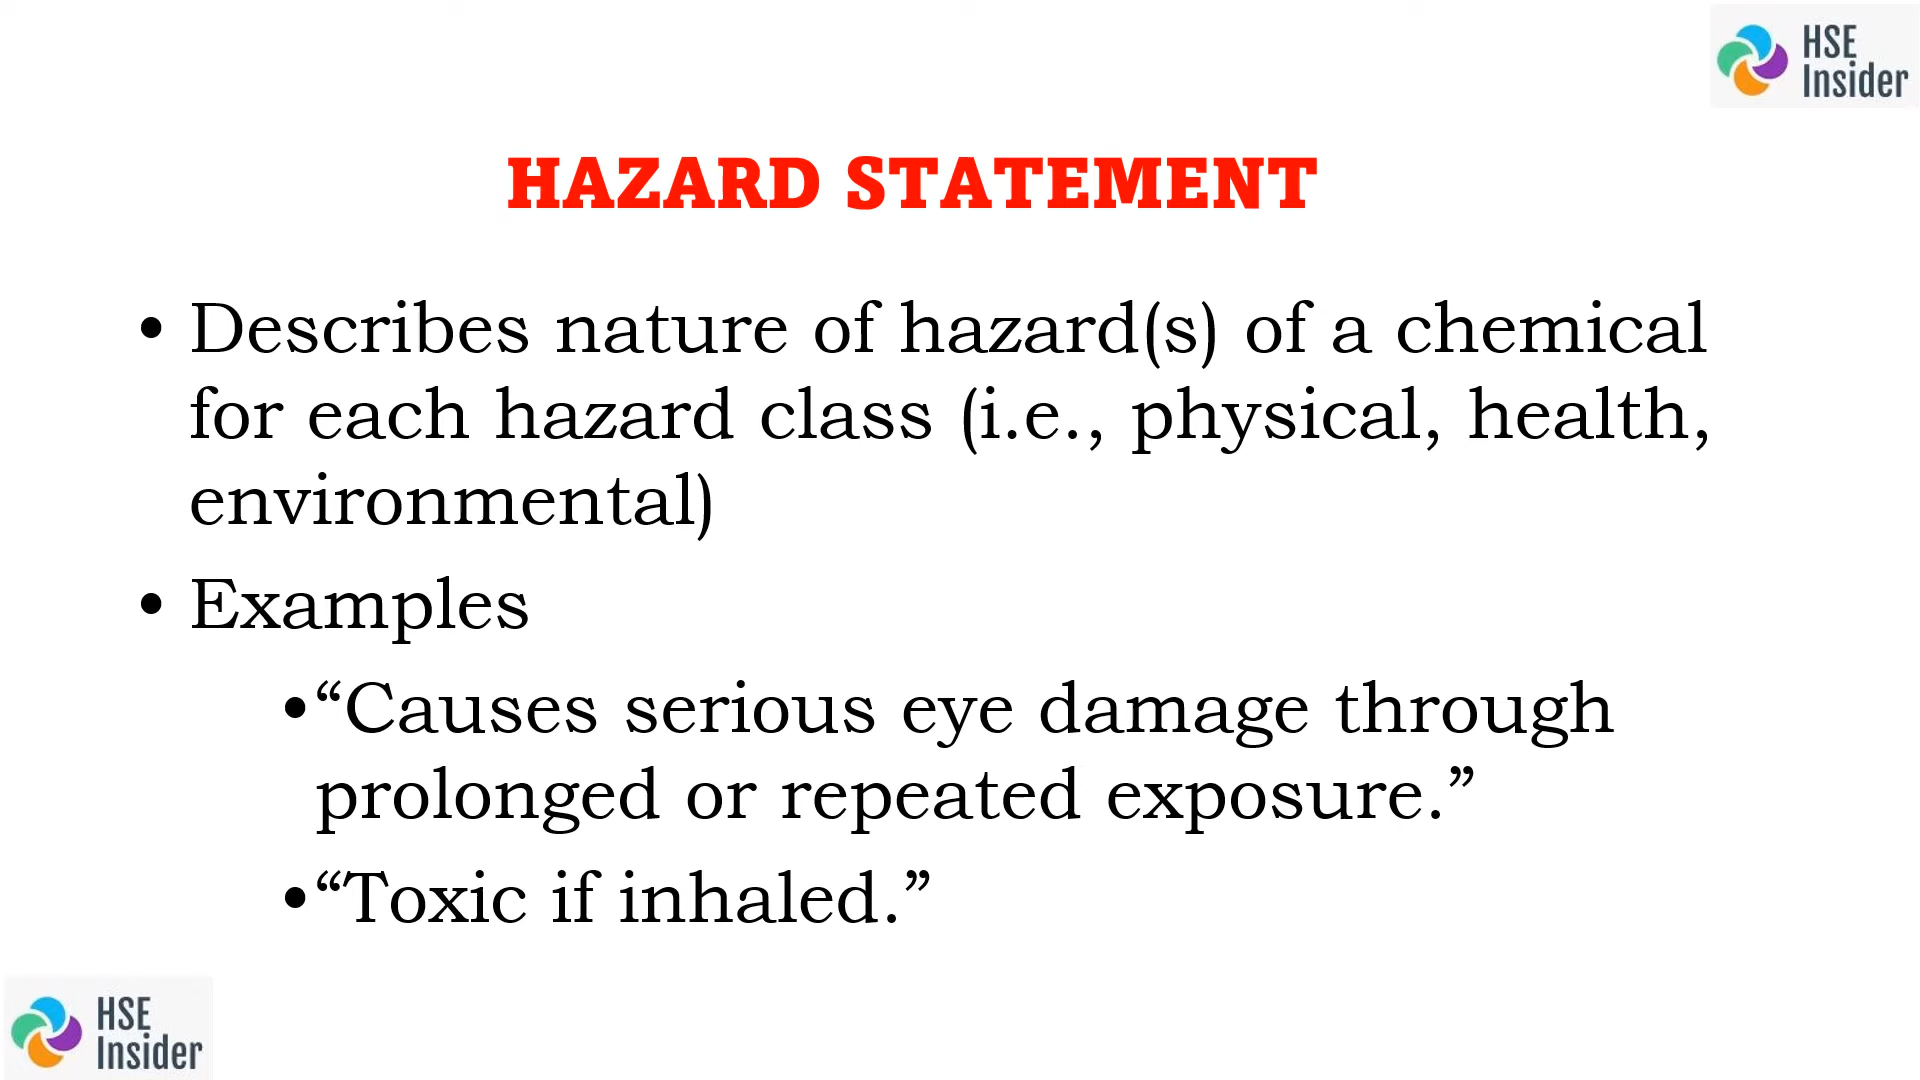 HSE
Insider
HAZARD STATEMENT
• Describes nature of hazard(s) of a chemical
for each hazard class (i.e., physical, health,
environmental)
• Examples
•“Causes serious eye damage through
prolonged or repeated exposure.”
•“Toxic if inhaled.”
HSE
Insider